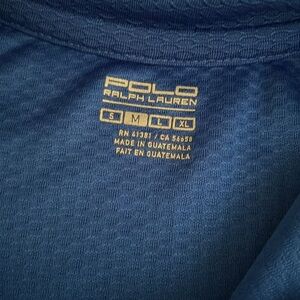 POLO
RALPH LAUREN
S M L XL
RN 41381 / CA 56658
MADE IN GUATEMALA
FAIT EN GUATEMALA